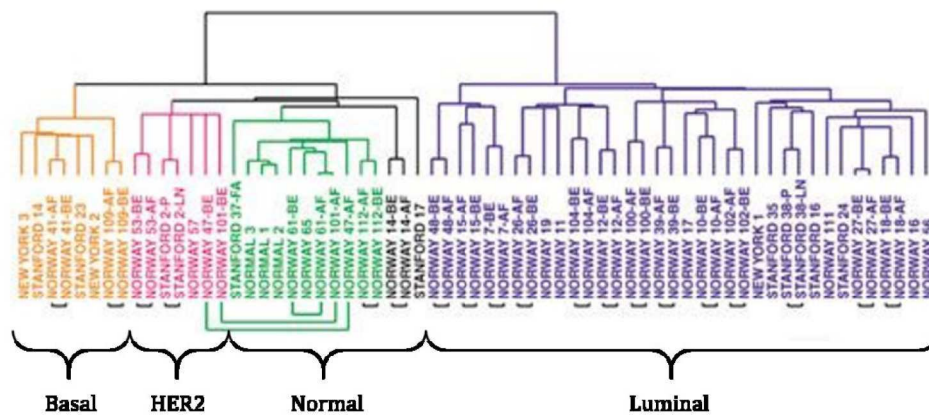 NEW YORK 3
STANFORD 14
NORWAY 41-AF
NORWAY 41-BE
STANFORD 23
NEW YORK 2
NORWAY 109-AF
NORWAY 109-BE
NORWAY 53-BE
NORWAY 53-AF
STANFORD 2-P
STANFORD 2-LN
NORWAY 57
NORWAY 47-BE
NORWAY 101-BE
STANFORD 37-FA
NORMAL 3
NORMAL 1
NORMAL 2
NORWAY 61-BE
NORWAY 65
NORWAY 61-AF
NORWAY 101-AF
NORWAY 47-AF
NORWAY 112-AF
NORWAY 112-BE
NORWAY 14-BE
NORWAY 14-AF
STANFORD 17
NORWAY 48-BE
NORWAY 48-AF
NORWAY 15-AF
NORWAY 15-BE
NORWAY 7-BE
NORWAY 7-AF
NORWAY 26-AF
NORWAY 26-BE
NORWAY 19
NORWAY 11
NORWAY 104-BE
NORWAY 104-AF
NORWAY 12-BE
NORWAY 12-AF
NORWAY 100-AF
NORWAY 100-BE
NORWAY 39-AF
NORWAY 39-BE
NORWAY 17
NORWAY 10-BE
NORWAY 10-AF
NORWAY 102-AF
NORWAY 102-BE
NEW YORK 1
STANFORD 35
STANFORD 38-P
STANFORD 38-LN
STANFORD 16
NORWAY 111
STANFORD 24
NORWAY 27-BE
NORWAY 27-AF
NORWAY 18-BE
NORWAY 18-AF
NORWAY 16
NORWAY 56
Basal HER2 Normal Luminal